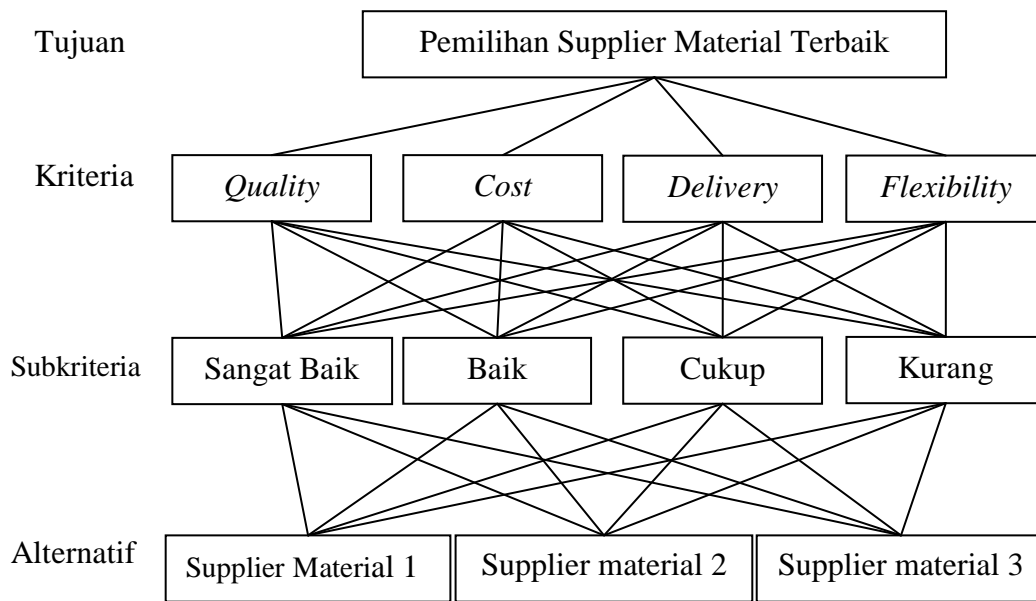 Tujuan
Pemilihan Supplier Material Terbaik
Kriteria
Quality
Cost
Delivery
Flexibility
Subkriteria
Sangat Baik
Baik
Cukup
Kurang
Alternatif
Supplier Material 1
Supplier material 2
Supplier material 3